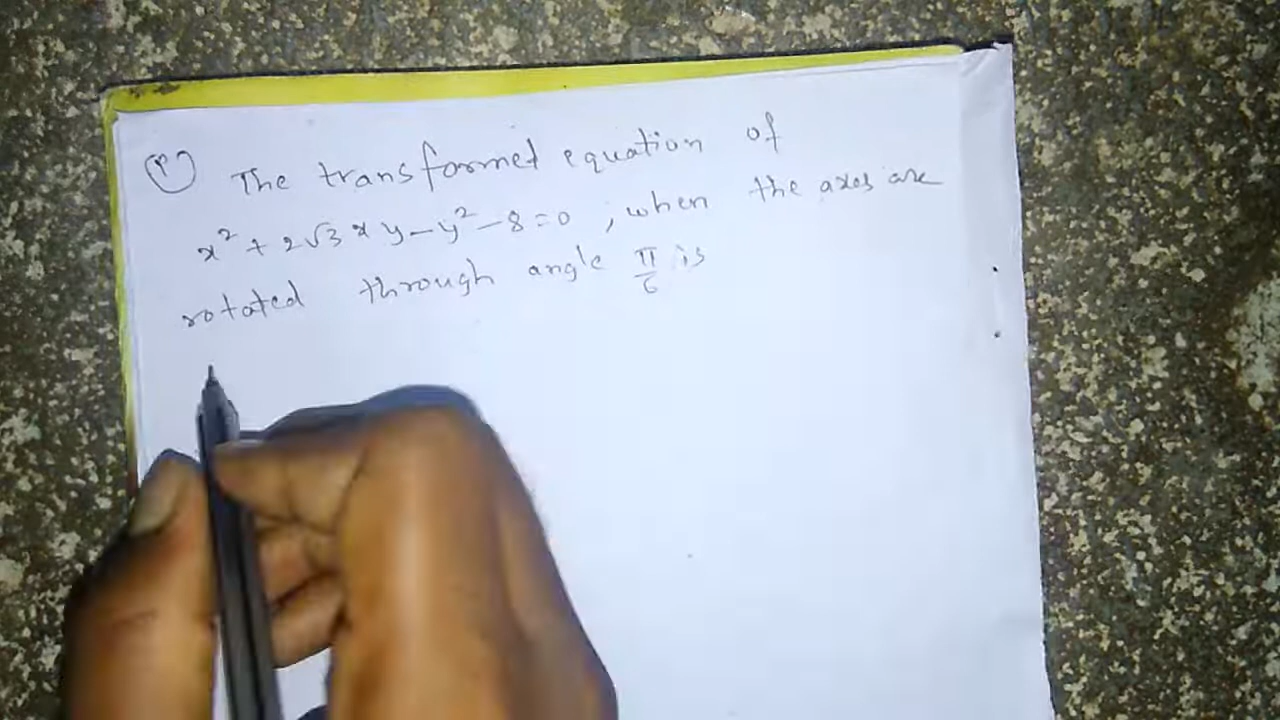 (P) The transformed equation of
x² + 2√3 xy - y² - 8 = 0, when the axes are
rotated through angle π/6 is